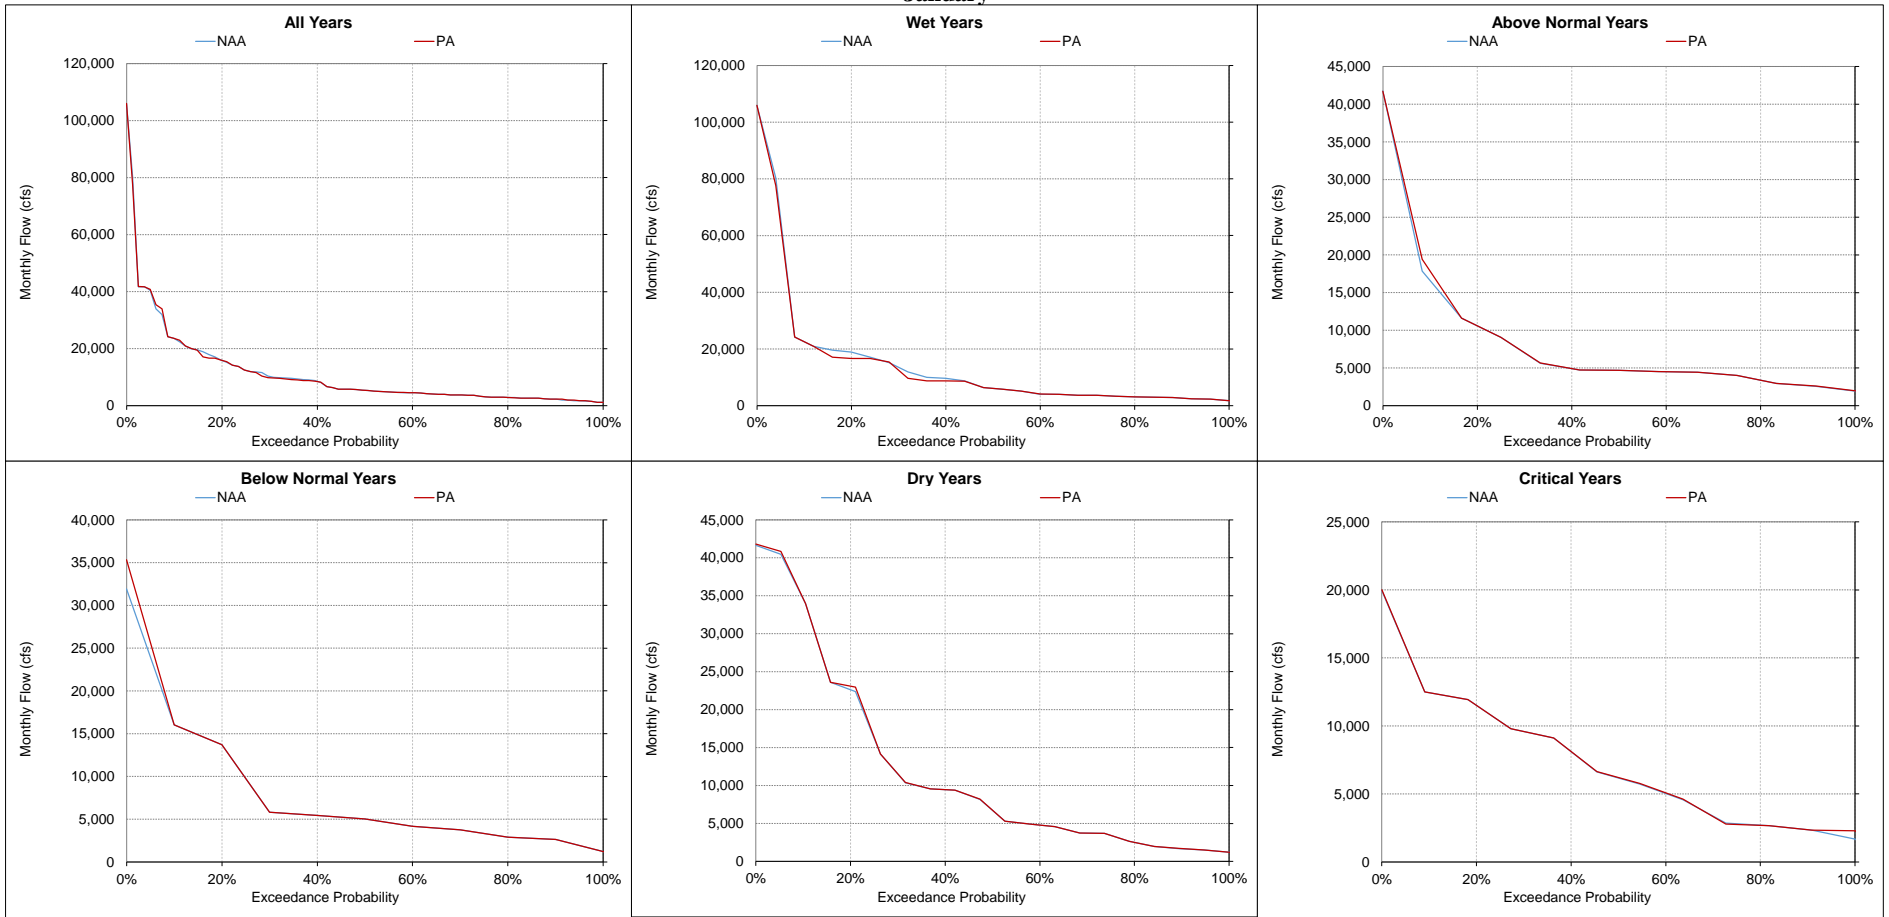 All Years
NAA PA
120,000
100,000
80,000
60,000
40,000
20,000
0
0% 20% 40% 60% 80% 100%
Monthly Flow (cfs)
Exceedance Probability
Wet Years
NAA PA
120,000
100,000
80,000
60,000
40,000
20,000
0
0% 20% 40% 60% 80% 100%
Monthly Flow (cfs)
Exceedance Probability
Above Normal Years
NAA PA
45,000
40,000
35,000
30,000
25,000
20,000
15,000
10,000
5,000
0
0% 20% 40% 60% 80% 100%
Monthly Flow (cfs)
Exceedance Probability
Below Normal Years
NAA PA
40,000
35,000
30,000
25,000
20,000
15,000
10,000
5,000
0
0% 20% 40% 60% 80% 100%
Monthly Flow (cfs)
Exceedance Probability
Dry Years
NAA PA
45,000
40,000
35,000
30,000
25,000
20,000
15,000
10,000
5,000
0
0% 20% 40% 60% 80% 100%
Monthly Flow (cfs)
Exceedance Probability
Critical Years
NAA PA
25,000
20,000
15,000
10,000
5,000
0
0% 20% 40% 60% 80% 100%
Monthly Flow (cfs)
Exceedance Probability